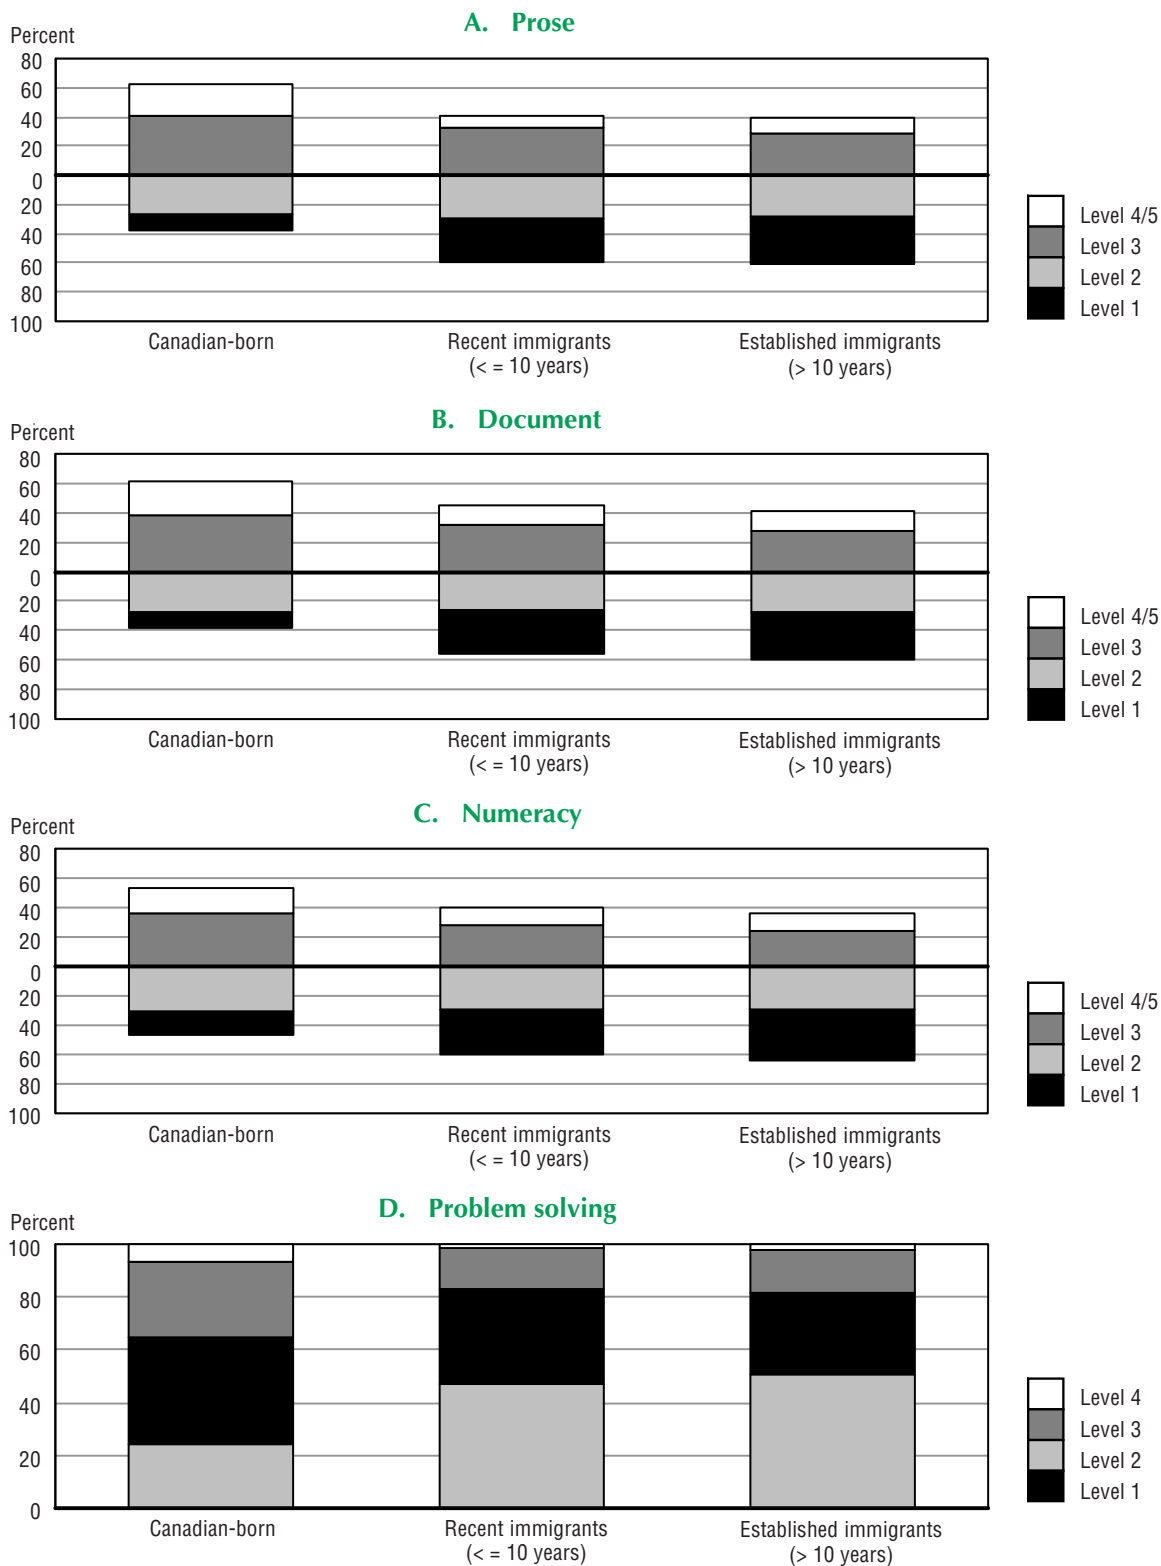 A. Prose
Percent
80
60
40
20
0
20
40
60
80
100
Canadian-born
Recent immigrants
(< = 10 years)
Established immigrants
(> 10 years)
Level 4/5
Level 3
Level 2
Level 1
B. Document
Percent
80
60
40
20
0
20
40
60
80
100
Canadian-born
Recent immigrants
(< = 10 years)
Established immigrants
(> 10 years)
Level 4/5
Level 3
Level 2
Level 1
C. Numeracy
Percent
80
60
40
20
0
20
40
60
80
100
Canadian-born
Recent immigrants
(< = 10 years)
Established immigrants
(> 10 years)
Level 4/5
Level 3
Level 2
Level 1
D. Problem solving
Percent
100
80
60
40
20
0
Canadian-born
Recent immigrants
(< = 10 years)
Established immigrants
(> 10 years)
Level 4
Level 3
Level 2
Level 1